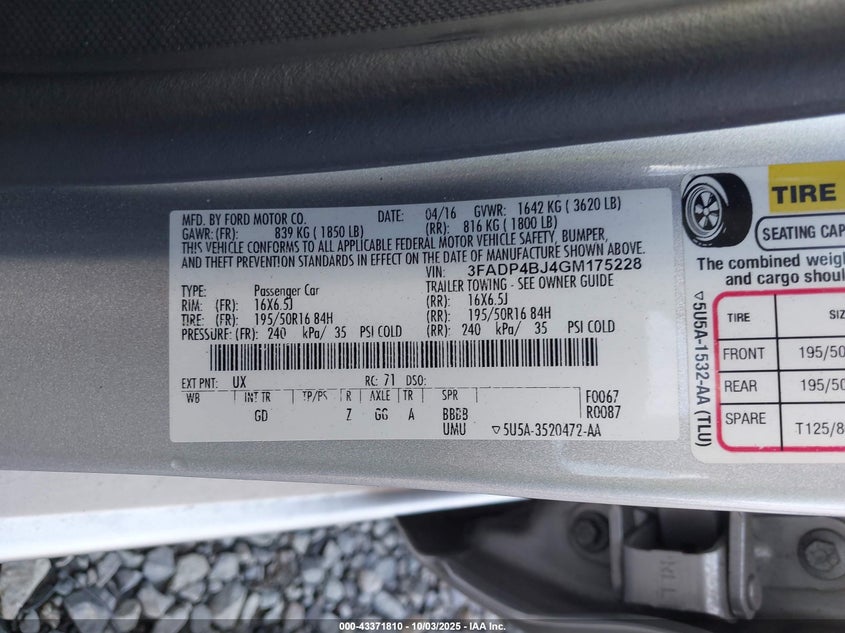 MFD. BY FORD MOTOR CO. DATE: 04/16 GVWR: 1642 KG ( 3620 LB)
GAWR: (FR): 839 KG ( 1850 LB) (RR): 816 KG ( 1800 LB)
THIS VEHICLE CONFORMS TO ALL APPLICABLE FEDERAL MOTOR VEHICLE SAFETY, BUMPER,
AND THEFT PREVENTION STANDARDS IN EFFECT ON THE DATE OF MANUFACTURE SHOWN ABOVE.
VIN: 3FADP4BJ4GM175228
TYPE: Passenger Car TRAILER TOWING - SEE OWNER GUIDE
RIM: (FR): 16X6.5J (RR): 16X6.5J
TIRE: (FR): 195/50R16 84H (RR): 195/50R16 84H
PRESSURE: (FR): 240 kPa/ 35 PSI COLD (RR): 240 kPa/ 35 PSI COLD
EXT PNT: UX RC: 71 DSO:
WB INT TR TP/PS R AXLE TR SPR F0067
GD Z GG A BBBB R0087
UMU ▽5U5A-3520472-AA
TIRE
SEATING CAP
The combined weigh
and cargo shoul
▽5U5A-1532-AA (TLU)
TIRE SIZ
FRONT 195/50
REAR 195/50
SPARE T125/8
000-43371810 - 10/03/2025 - IAA Inc.